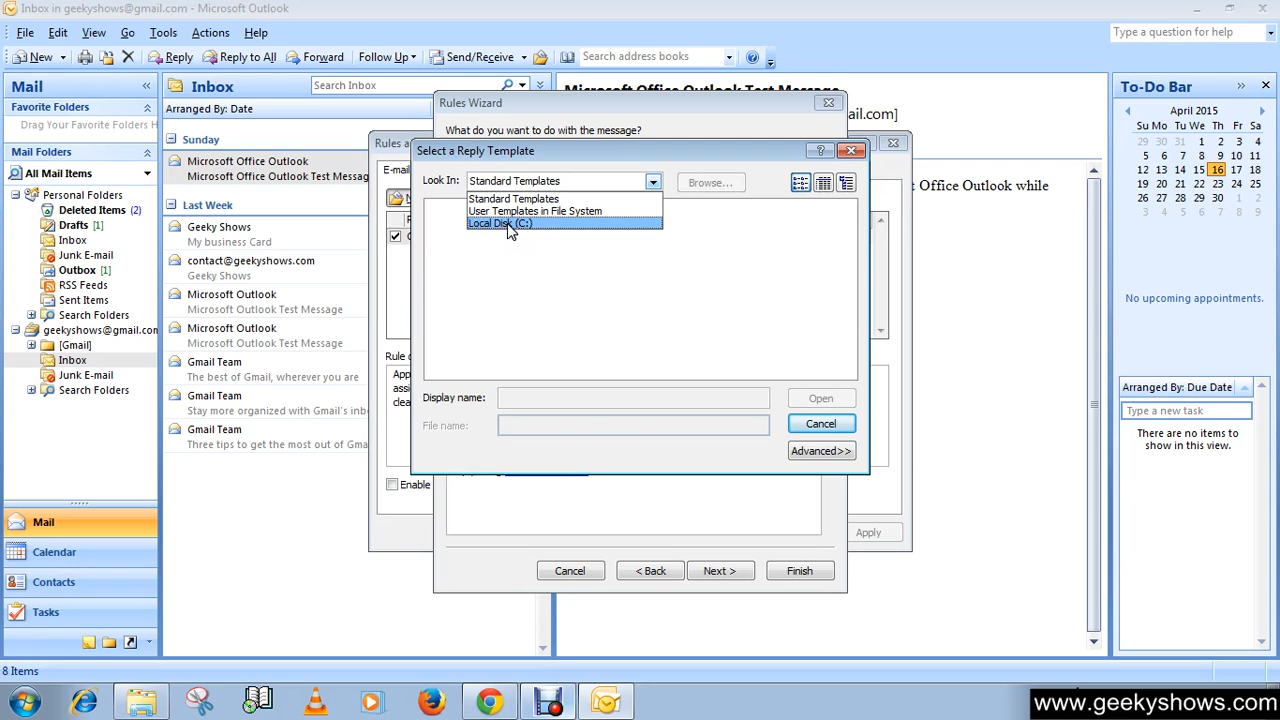 Inbox in geekyshows@gmail.com - Microsoft Outlook
File Edit View Go Tools Actions Help
Type a question for help
New Reply Reply to All Forward Follow Up Send/Receive Search address books
Mail
Favorite Folders
Drag Your Favorite Folders H
Mail Folders
All Mail Items
Personal Folders
Deleted Items (2)
Drafts [1]
Inbox
Junk E-mail
Outbox [1]
RSS Feeds
Sent Items
Search Folders
geekyshows@gmail.com
[Gmail]
Inbox
Junk E-mail
Search Folders
Mail
Calendar
Contacts
Tasks
8 Items
Inbox
Search Inbox
Arranged By: Date
Sunday
Microsoft Office Outlook
Microsoft Office Outlook Test Messag
Last Week
Geeky Shows
My business Card
contact@geekyshows.com
Geeky Shows
Microsoft Outlook
Microsoft Outlook Test Message
Microsoft Outlook
Microsoft Outlook Test Message
Gmail Team
The best of Gmail, wherever you are
Gmail Team
Stay more organized with Gmail's inbo
Gmail Team
Three tips to get the most out of Gma
Microsoft Office Outlook Test Message
ail.com]
t Office Outlook while
Rules a
E-mai
N
Rule d
App
assi
clea
Enable
Apply
Rules Wizard
What do you want to do with the message?
Cancel
< Back
Next >
Finish
Select a Reply Template
Look In: Standard Templates
Browse...
Standard Templates
User Templates in File System
Local Disk (C:)
Display name:
Open
File name:
Cancel
Advanced>>
To-Do Bar
April 2015
Su Mo Tu We Th Fr Sa
29 30 31 1 2 3 4
5 6 7 8 9 10 11
12 13 14 15 16 17 18
19 20 21 22 23 24 25
26 27 28 29 30 1 2
3 4 5 6 7 8 9
No upcoming appointments.
Arranged By: Due Date
Type a new task
There are no items to
show in this view.
www.geekyshows.com